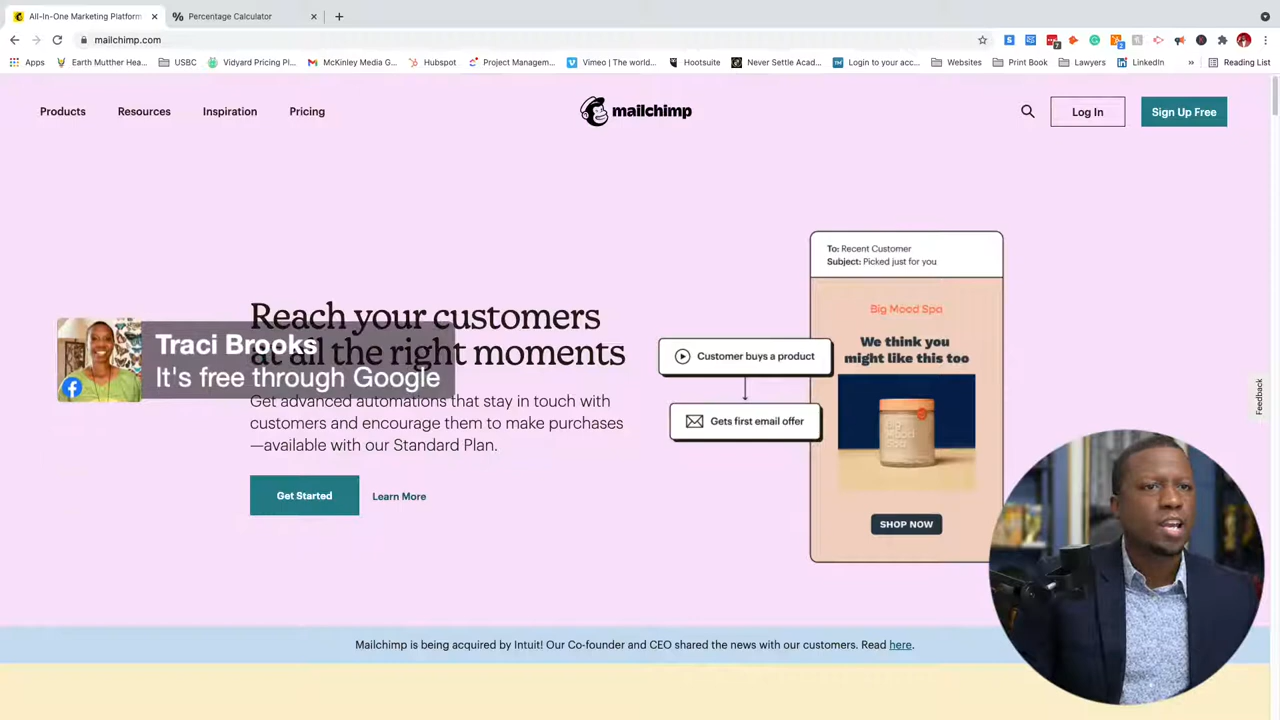 All-In-One Marketing Platform
Percentage Calculator
mailchimp.com
7
2
Apps
Earth Mutther Hea...
USBC
Vidyard Pricing Pl...
McKinley Media G...
Hubspot
Project Managem...
Vimeo | The world...
Hootsuite
Never Settle Acad...
Login to your acc...
Websites
Print Book
Lawyers
LinkedIn
»
Reading List
Products
Resources
Inspiration
Pricing
mailchimp
Log In
Sign Up Free
To: Recent Customer
Subject: Picked just for you
Big Mood Spa
We think you
might like this too
Big
Mood
Spa
SHOP NOW
Customer buys a product
Gets first email offer
Reach your customers
at all the right moments
Traci Brooks
It's free through Google
Get advanced automations that stay in touch with
customers and encourage them to make purchases
—available with our Standard Plan.
Get Started
Learn More
Feedback
Mailchimp is being acquired by Intuit! Our Co-founder and CEO shared the news with our customers. Read here.